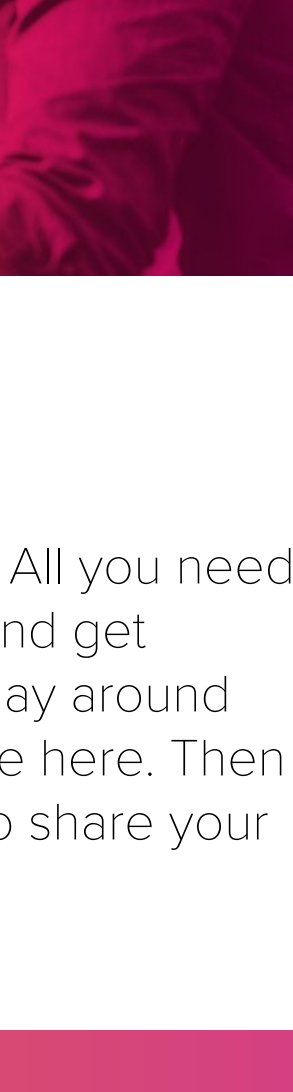 All you need
nd get
ay around
e here. Then
o share your